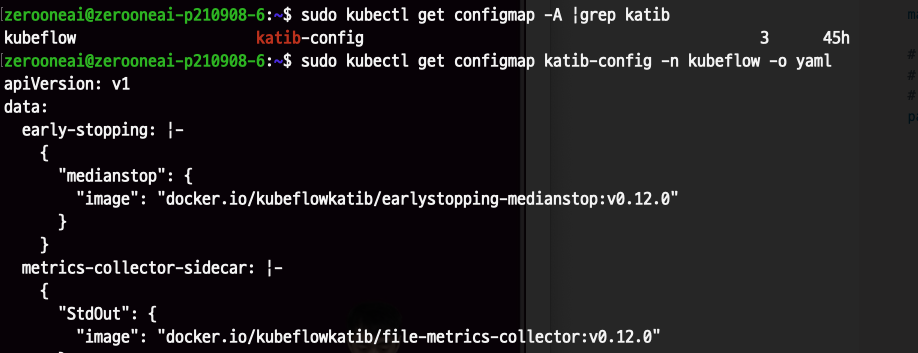 [zerooneai@zerooneai-p210908-6:~$ sudo kubectl get configmap -A |grep katib
kubeflow katib-config 3 45h
[zerooneai@zerooneai-p210908-6:~$ sudo kubectl get configmap katib-config -n kubeflow -o yaml
apiVersion: v1
data:
  early-stopping: |-
    {
      "medianstop": {
        "image": "docker.io/kubeflowkatib/earlystopping-medianstop:v0.12.0"
      }
    }
  metrics-collector-sidecar: |-
    {
      "StdOut": {
        "image": "docker.io/kubeflowkatib/file-metrics-collector:v0.12.0"